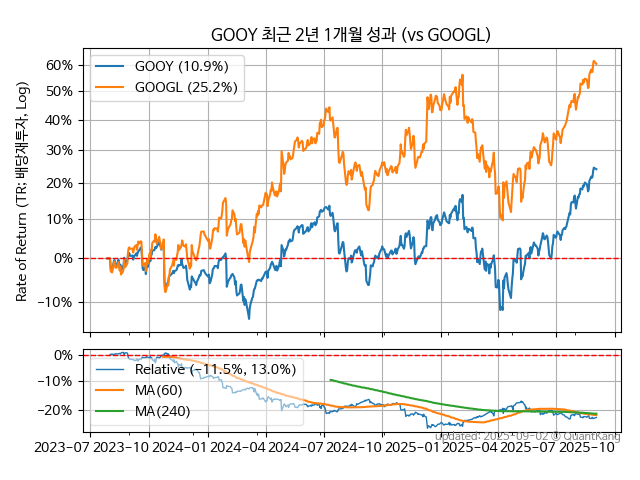 GOOY 최근 2년 1개월 성과 (vs GOOGL)
Rate of Return (TR: 배당재투자, Log)
60%
50%
40%
30%
20%
10%
0%
−10%
GOOY (10.9%)
GOOGL (25.2%)
0%
−10%
−20%
Relative (−11.5%, 13.0%)
MA(60)
MA(240)
2023-07 2023-10 2024-01 2024-04 2024-07 2024-10 2025-01 2025-04 2025-07 2025-10
updated: 2025-09-02 © QuantKang